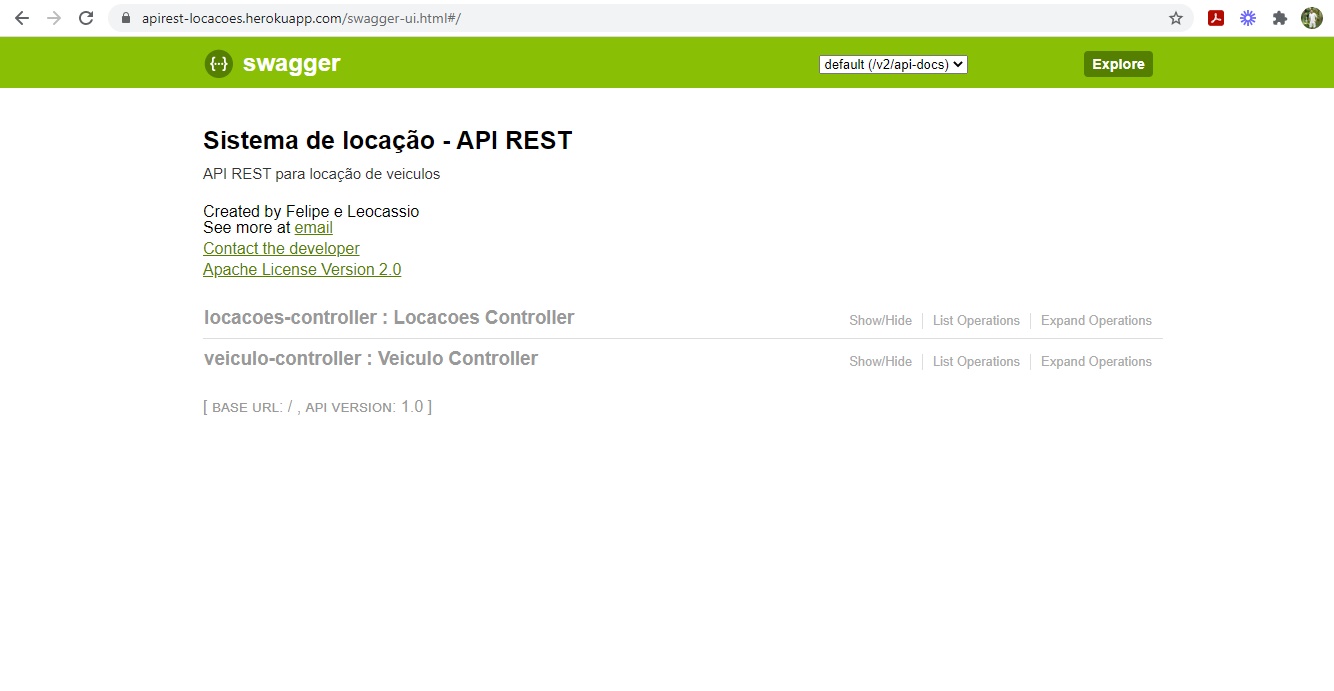 apirest-locacoes.herokuapp.com/swagger-ui.html#/
{··} swagger
default (/v2/api-docs)
Explore
Sistema de locação - API REST
API REST para locação de veiculos
Created by Felipe e Leocassio
See more at email
Contact the developer
Apache License Version 2.0
locacoes-controller : Locacoes Controller
Show/Hide List Operations Expand Operations
veiculo-controller : Veiculo Controller
Show/Hide List Operations Expand Operations
[ BASE URL: / , API VERSION: 1.0 ]